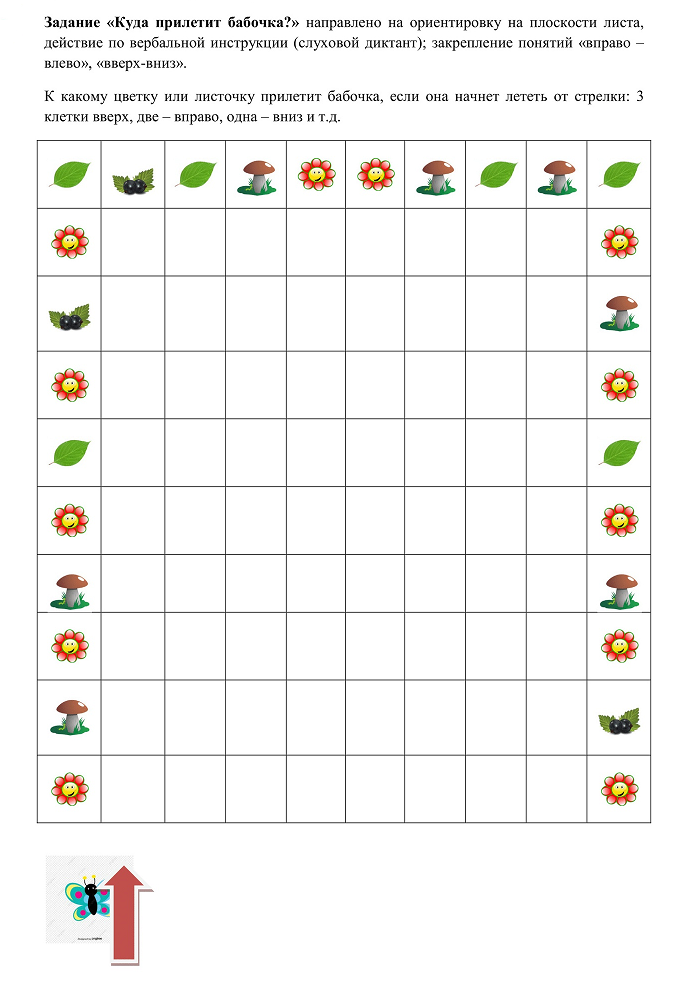 Задание «Куда прилетит бабочка?» направлено на ориентировку на плоскости листа,
действие по вербальной инструкции (слуховой диктант); закрепление понятий «вправо –
влево», «вверх-вниз».
К какому цветку или листочку прилетит бабочка, если она начнет лететь от стрелки: 3
клетки вверх, две – вправо, одна – вниз и т.д.